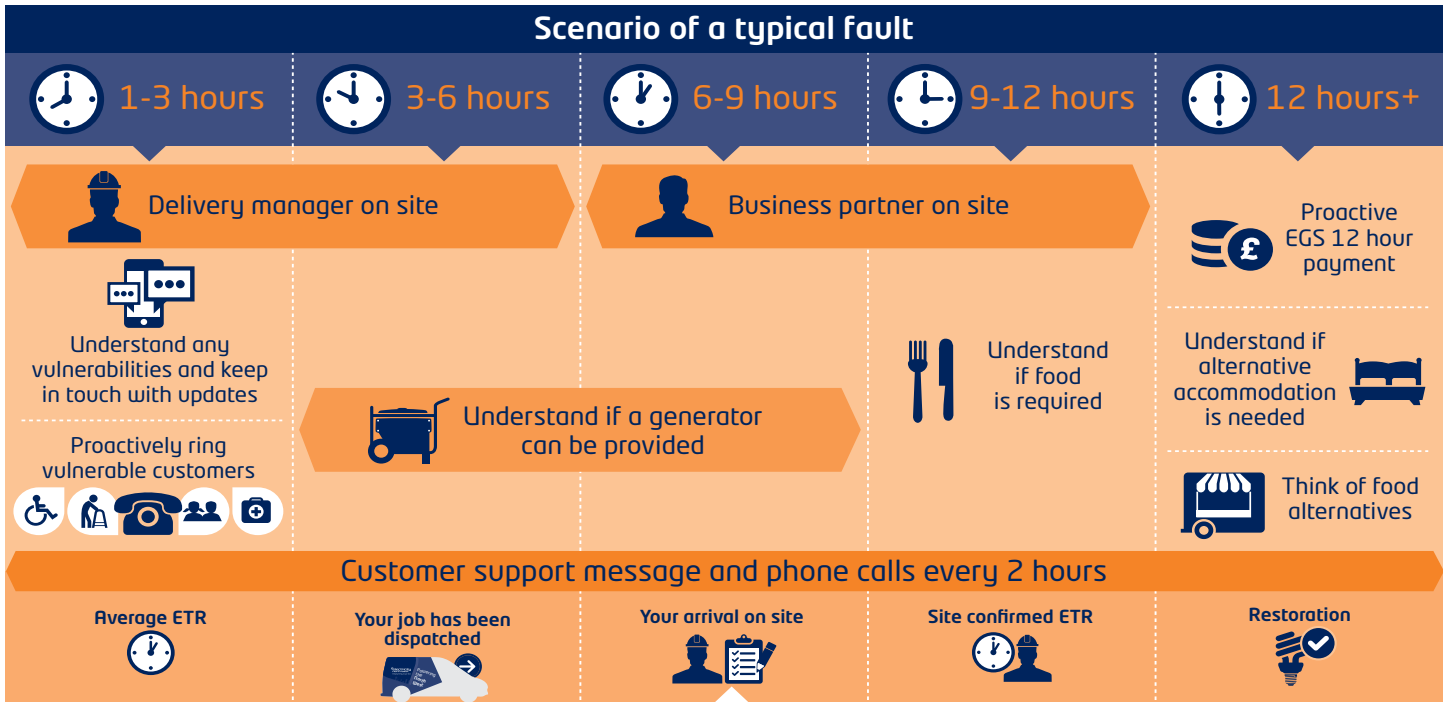 Scenario of a typical fault
1-3 hours
3-6 hours
6-9 hours
9-12 hours
12 hours+
Delivery manager on site
Business partner on site
Proactive
EGS 12 hour
payment
£
Understand any
vulnerabilities and keep
in touch with updates
Proactively ring
vulnerable customers
Understand if a generator
can be provided
Understand
if food
is required
Understand if
alternative
accommodation
is needed
Think of food
alternatives
Customer support message and phone calls every 2 hours
Average ETR
Your job has been
dispatched
Your arrival on site
Site confirmed ETR
Restoration